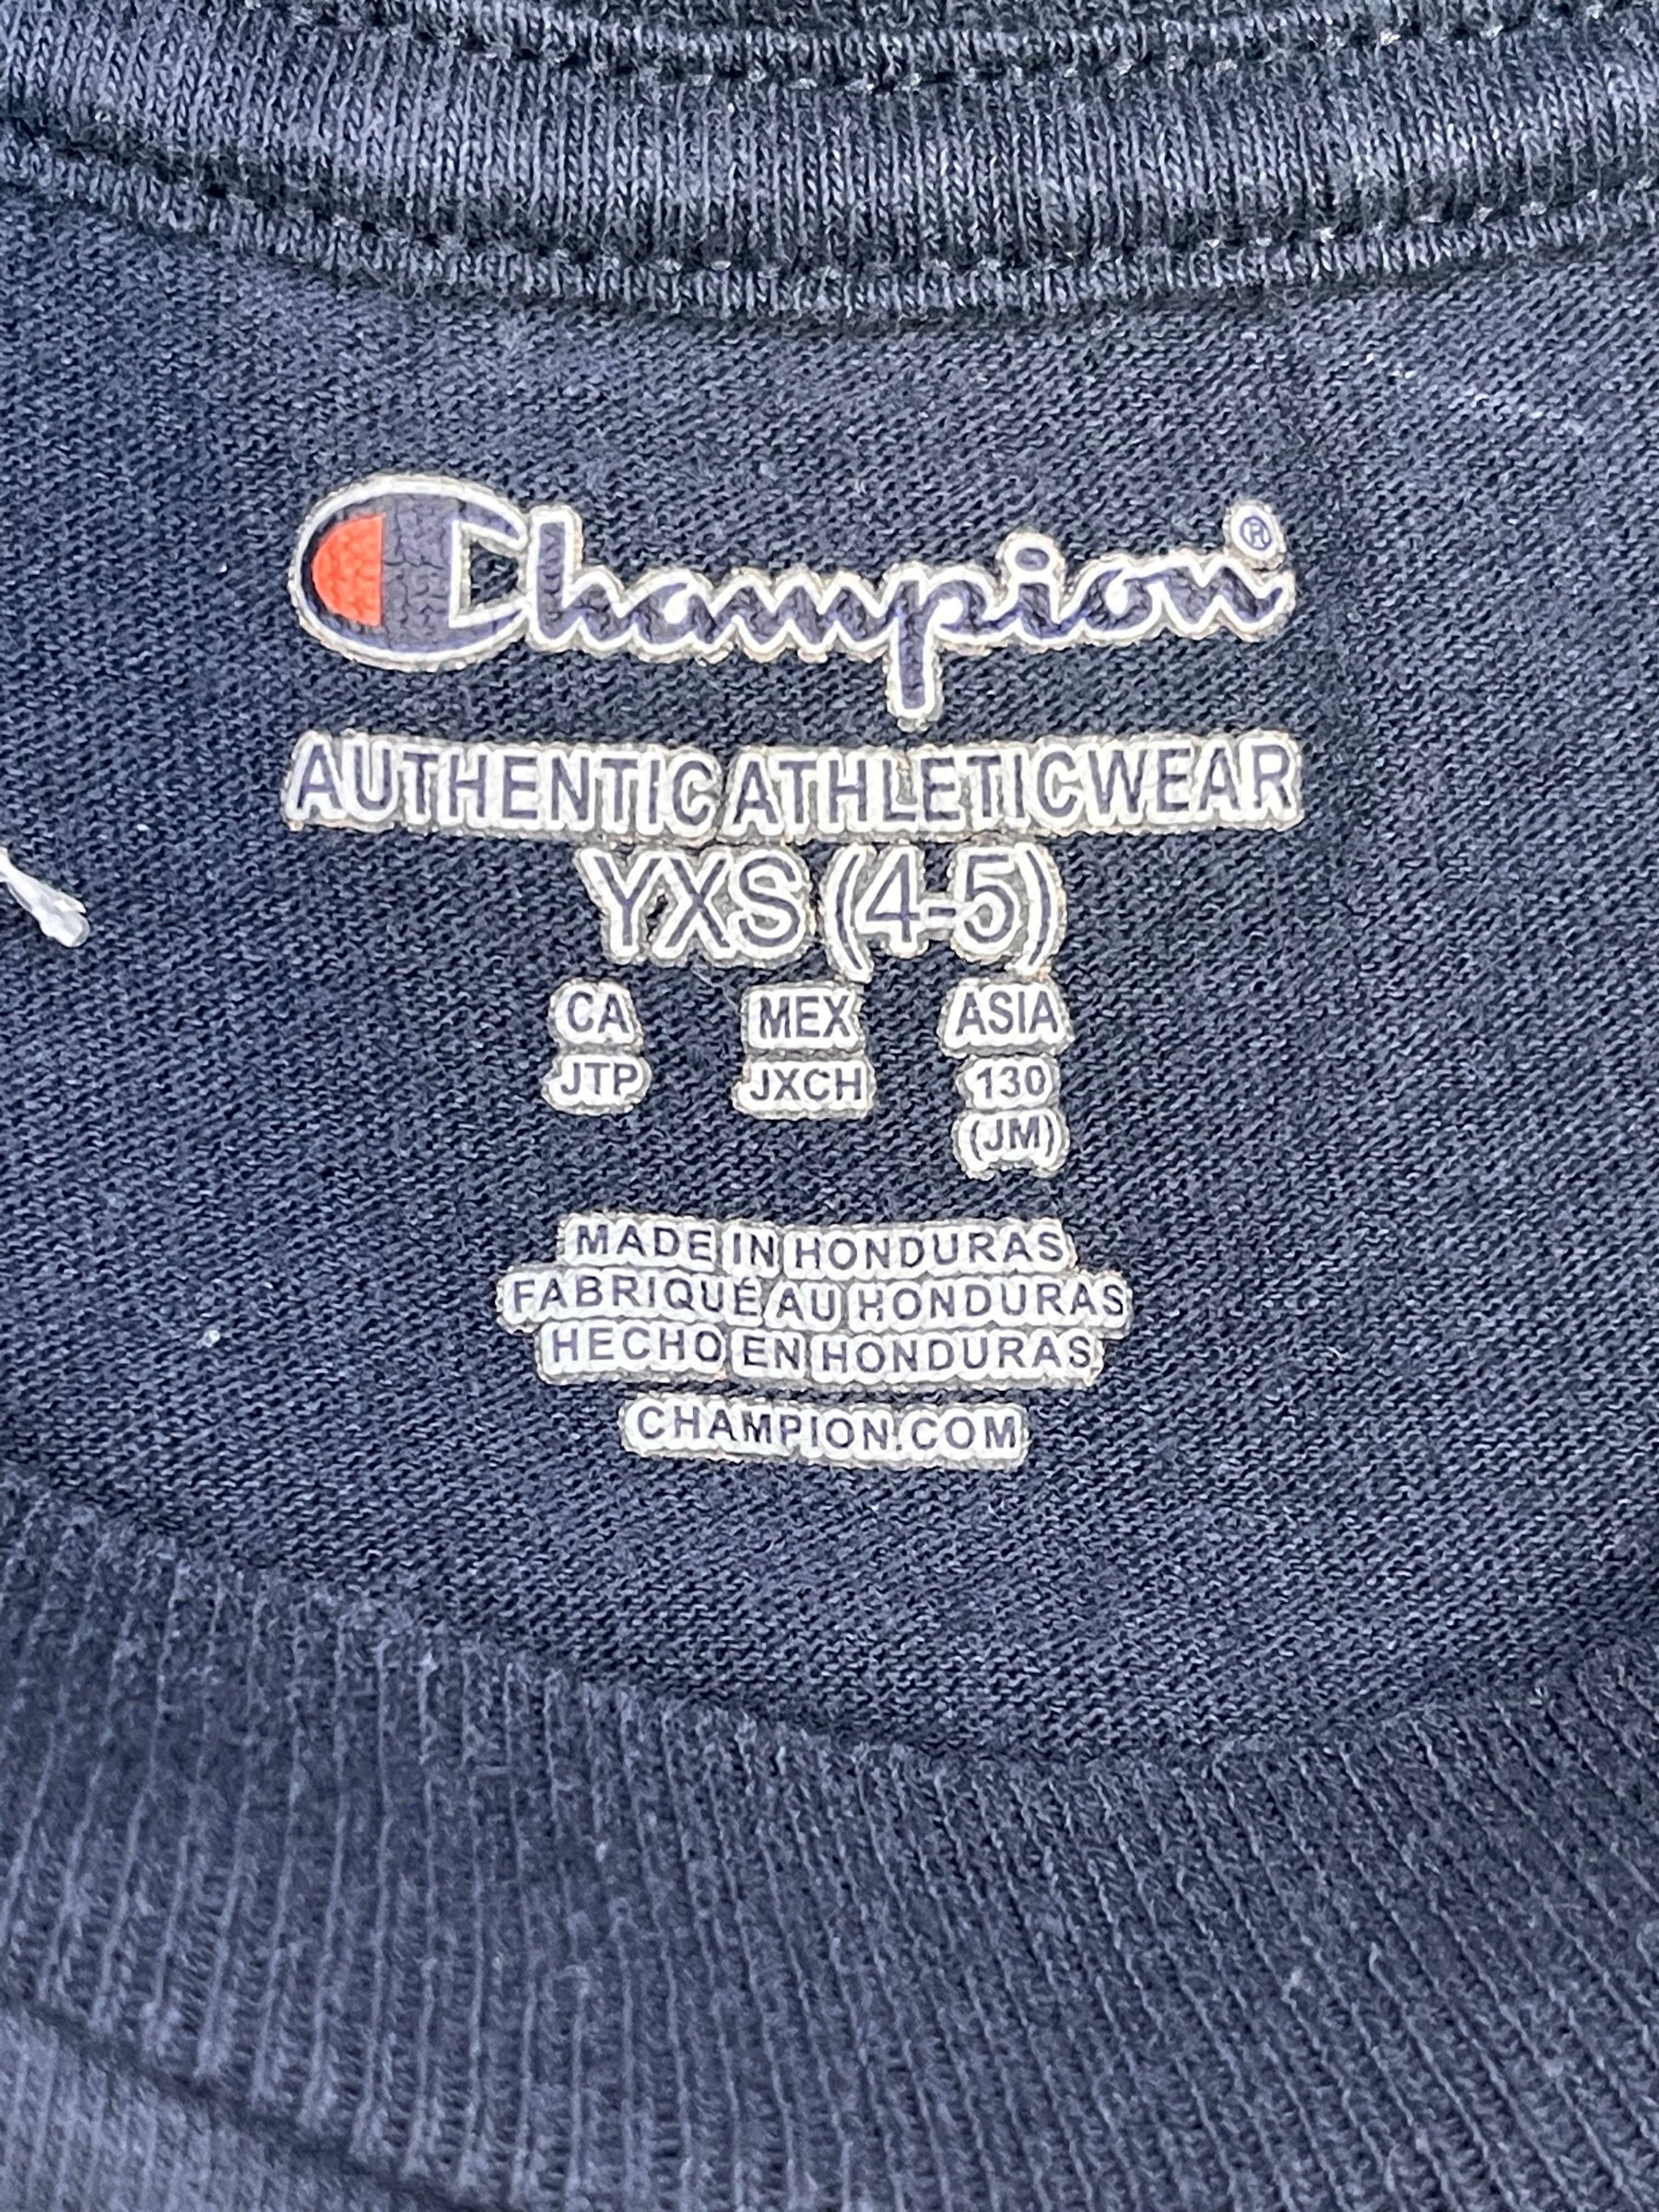 Champion®
AUTHENTIC ATHLETICWEAR
YXS (4-5)
CA MEX ASIA
JTP JXCH 130
(JM)
MADE IN HONDURAS
FABRIQUÉ AU HONDURAS
HECHO EN HONDURAS
CHAMPION.COM